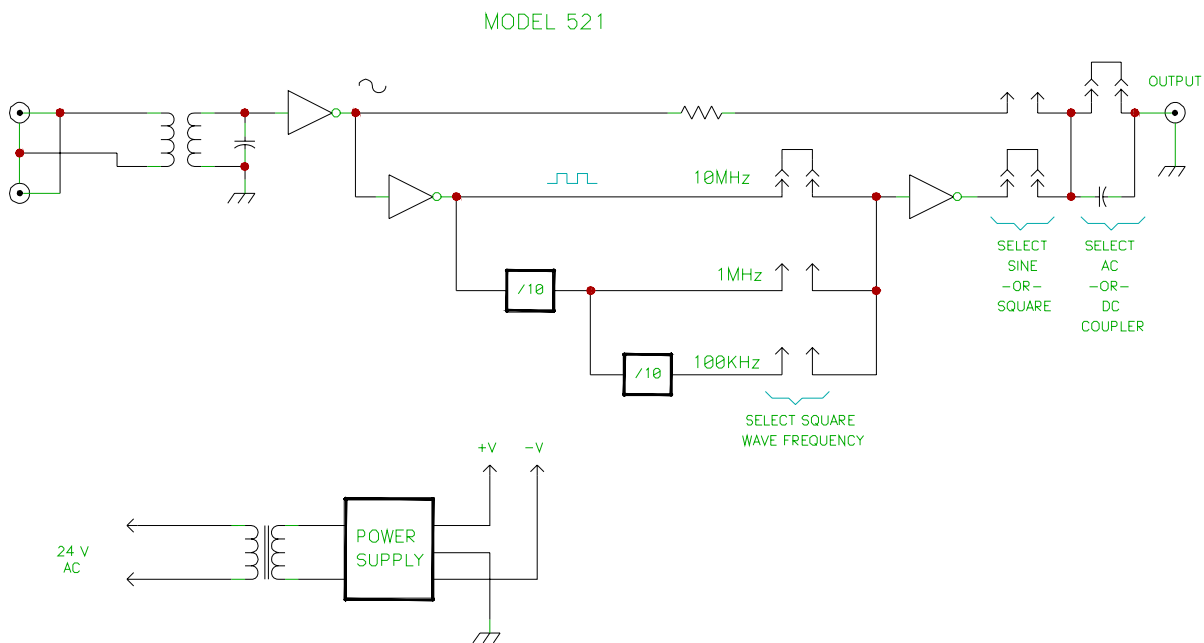 MODEL 521
OUTPUT
10MHz
SELECT
SINE
-OR-
SQUARE
SELECT
AC
-OR-
DC
COUPLER
1MHz
/10
100KHz
/10
SELECT SQUARE
WAVE FREQUENCY
+V
-V
POWER
SUPPLY
24 V
AC